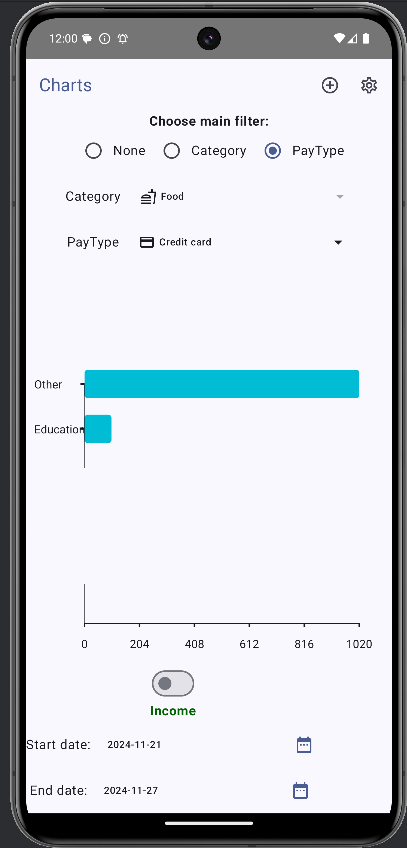 12:00
Charts
Choose main filter:
None Category PayType
Category Food
PayType Credit card
Other
Education
0 204 408 612 816 1020
Income
Start date: 2024-11-21
End date: 2024-11-27